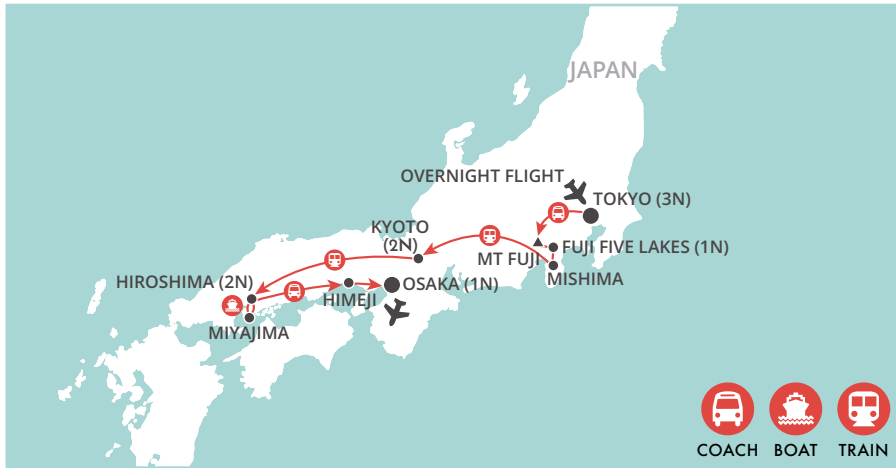 JAPAN
OVERNIGHT FLIGHT
TOKYO (3N)
KYOTO
(2N)
FUJI FIVE LAKES (1N)
MT FUJI
MISHIMA
HIROSHIMA (2N)
OSAKA (1N)
HIMEJI
MIYAJIMA
COACH
BOAT
TRAIN